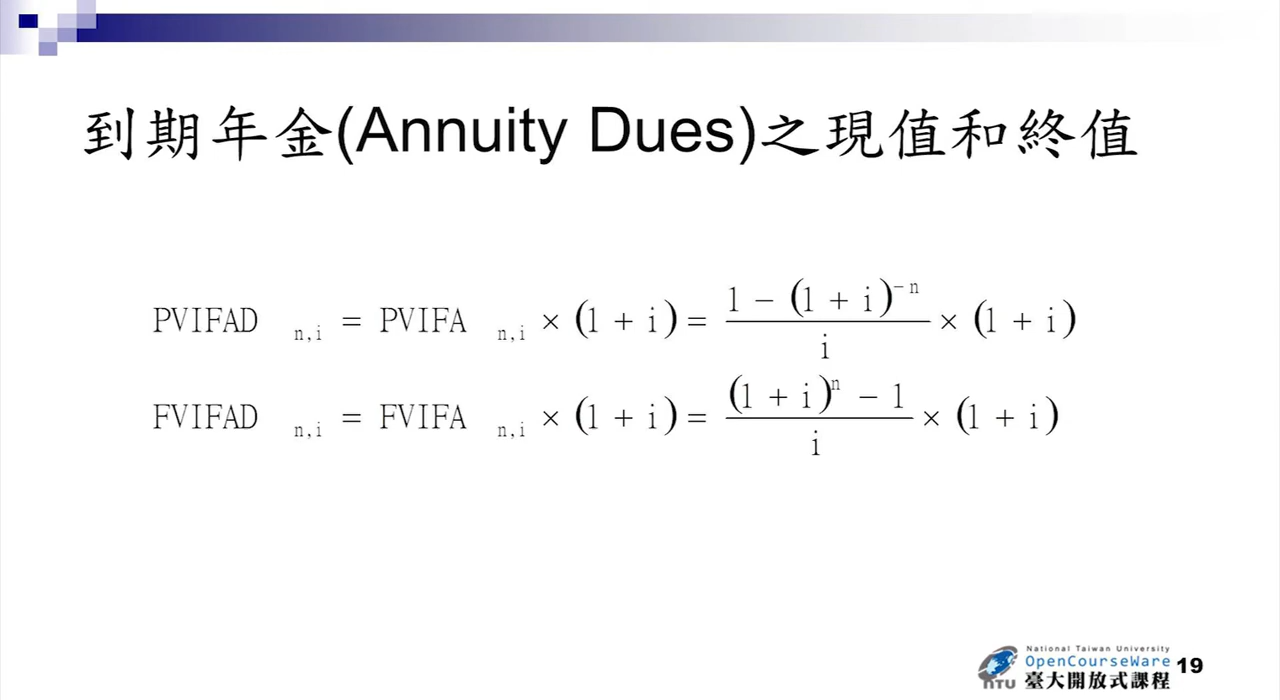 到期年金(Annuity Dues)之現值和終值
PVIFAD n,i = PVIFA n,i × (1 + i) = (1 − (1 + i)^−n) / i × (1 + i)
FVIFAD n,i = FVIFA n,i × (1 + i) = ((1 + i)^n − 1) / i × (1 + i)
National Taiwan University
OpenCourseWare
NTU 臺大開放式課程
19